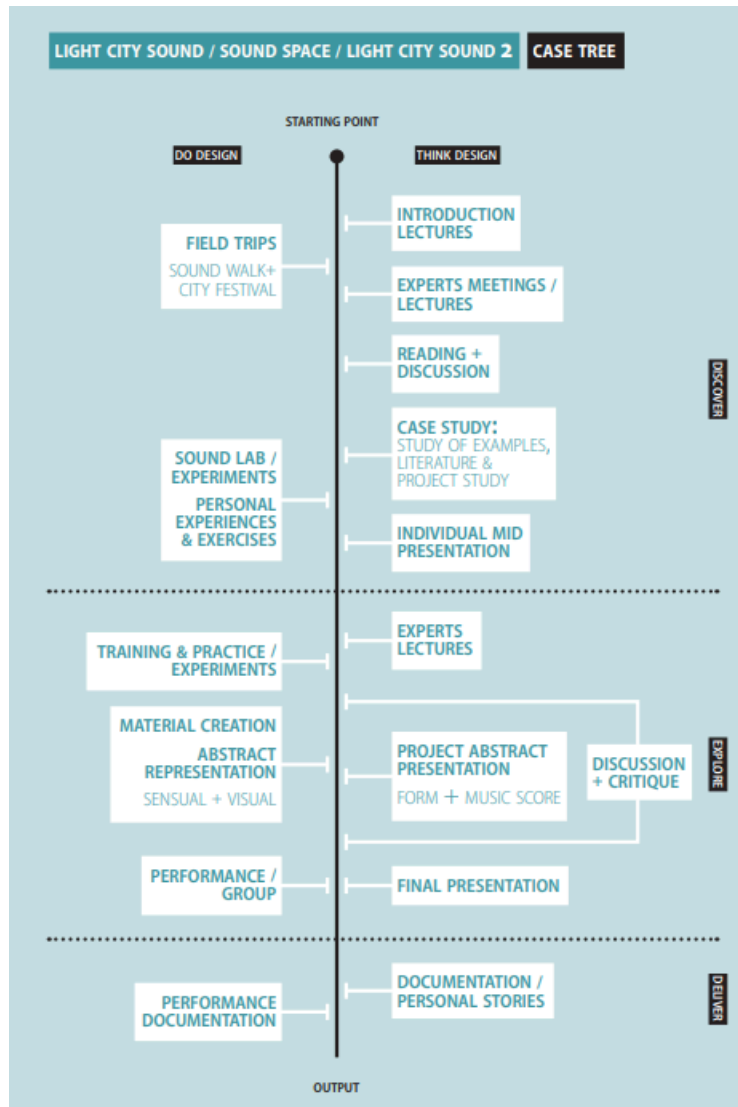 LIGHT CITY SOUND / SOUND SPACE / LIGHT CITY SOUND 2
CASE TREE
STARTING POINT
DO DESIGN
THINK DESIGN
INTRODUCTION
LECTURES
FIELD TRIPS
SOUND WALK+
CITY FESTIVAL
EXPERTS MEETINGS /
LECTURES
READING +
DISCUSSION
DISCOVER
CASE STUDY:
STUDY OF EXAMPLES,
LITERATURE &
PROJECT STUDY
SOUND LAB /
EXPERIMENTS
PERSONAL
EXPERIENCES
& EXERCISES
INDIVIDUAL MID
PRESENTATION
EXPERTS
LECTURES
TRAINING & PRACTICE /
EXPERIMENTS
MATERIAL CREATION
ABSTRACT
REPRESENTATION
SENSUAL + VISUAL
PROJECT ABSTRACT
PRESENTATION
FORM + MUSIC SCORE
DISCUSSION
+ CRITIQUE
EXPLORE
PERFORMANCE /
GROUP
FINAL PRESENTATION
DOCUMENTATION /
PERSONAL STORIES
PERFORMANCE
DOCUMENTATION
DELIVER
OUTPUT